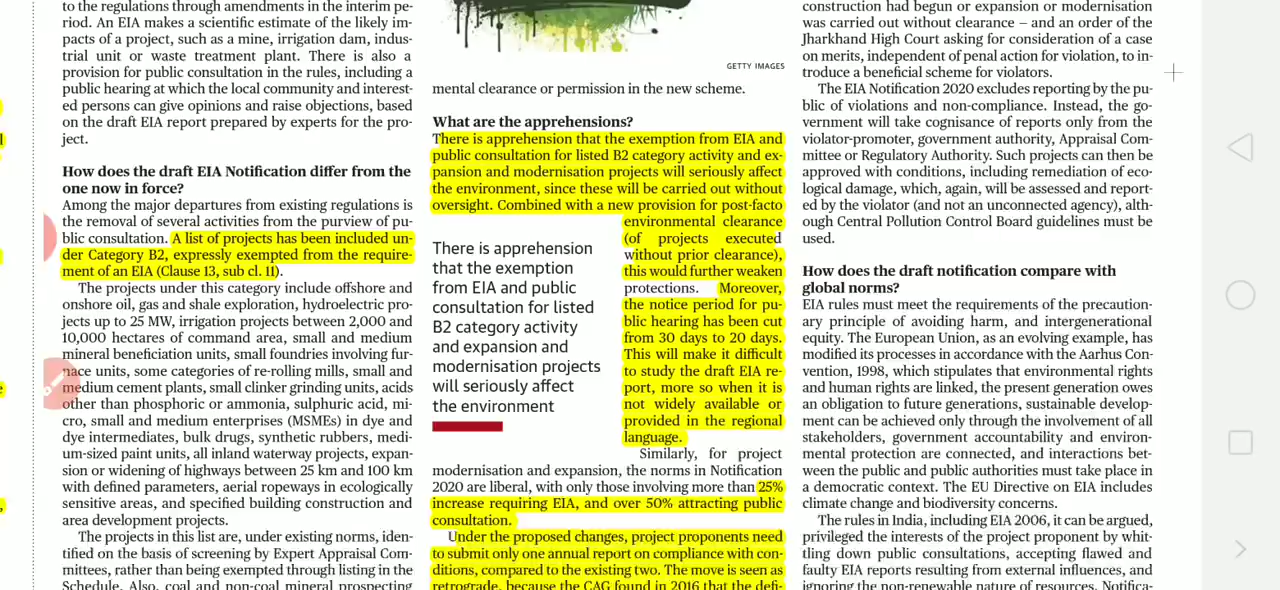 to the regulations through amendments in the interim pe-
riod. An EIA makes a scientific estimate of the likely im-
pacts of a project, such as a mine, irrigation dam, indus-
trial unit or waste treatment plant. There is also a
provision for public consultation in the rules, including a
public hearing at which the local community and interest-
ed persons can give opinions and raise objections, based
on the draft EIA report prepared by experts for the pro-
ject.
How does the draft EIA Notification differ from the
one now in force?
Among the major departures from existing regulations is
the removal of several activities from the purview of pu-
blic consultation. A list of projects has been included un-
der Category B2, expressly exempted from the require-
ment of an EIA (Clause 13, sub cl. 11).
The projects under this category include offshore and
onshore oil, gas and shale exploration, hydroelectric pro-
jects up to 25 MW, irrigation projects between 2,000 and
10,000 hectares of command area, small and medium
mineral beneficiation units, small foundries involving fur-
nace units, some categories of re-rolling mills, small and
medium cement plants, small clinker grinding units, acids
other than phosphoric or ammonia, sulphuric acid, mi-
cro, small and medium enterprises (MSMEs) in dye and
dye intermediates, bulk drugs, synthetic rubbers, medi-
um-sized paint units, all inland waterway projects, expan-
sion or widening of highways between 25 km and 100 km
with defined parameters, aerial ropeways in ecologically
sensitive areas, and specified building construction and
area development projects.
The projects in this list are, under existing norms, iden-
tified on the basis of screening by Expert Appraisal Com-
mittees, rather than being exempted through listing in the
Schedule. Also, coal and non-coal mineral prospecting
GETTY IMAGES
mental clearance or permission in the new scheme.
What are the apprehensions?
There is apprehension that the exemption from EIA and
public consultation for listed B2 category activity and ex-
pansion and modernisation projects will seriously affect
the environment, since these will be carried out without
oversight. Combined with a new provision for post-facto
environmental clearance
(of projects executed
without prior clearance),
this would further weaken
protections. Moreover,
the notice period for pu-
blic hearing has been cut
from 30 days to 20 days.
This will make it difficult
to study the draft EIA re-
port, more so when it is
not widely available or
provided in the regional
language.
There is apprehension
that the exemption
from EIA and public
consultation for listed
B2 category activity
and expansion and
modernisation projects
will seriously affect
the environment
Similarly, for project
modernisation and expansion, the norms in Notification
2020 are liberal, with only those involving more than 25%
increase requiring EIA, and over 50% attracting public
consultation.
Under the proposed changes, project proponents need
to submit only one annual report on compliance with con-
ditions, compared to the existing two. The move is seen as
retrograde, because the CAG found in 2016 that the defi-
construction had begun or expansion or modernisation
was carried out without clearance – and an order of the
Jharkhand High Court asking for consideration of a case
on merits, independent of penal action for violation, to in-
troduce a beneficial scheme for violators.
The EIA Notification 2020 excludes reporting by the pu-
blic of violations and non-compliance. Instead, the go-
vernment will take cognisance of reports only from the
violator-promoter, government authority, Appraisal Com-
mittee or Regulatory Authority. Such projects can then be
approved with conditions, including remediation of eco-
logical damage, which, again, will be assessed and report-
ed by the violator (and not an unconnected agency), alth-
ough Central Pollution Control Board guidelines must be
used.
How does the draft notification compare with
global norms?
EIA rules must meet the requirements of the precaution-
ary principle of avoiding harm, and intergenerational
equity. The European Union, as an evolving example, has
modified its processes in accordance with the Aarhus Con-
vention, 1998, which stipulates that environmental rights
and human rights are linked, the present generation owes
an obligation to future generations, sustainable develop-
ment can be achieved only through the involvement of all
stakeholders, government accountability and environ-
mental protection are connected, and interactions bet-
ween the public and public authorities must take place in
a democratic context. The EU Directive on EIA includes
climate change and biodiversity concerns.
The rules in India, including EIA 2006, it can be argued,
privileged the interests of the project proponent by whit-
tling down public consultations, accepting flawed and
faulty EIA reports resulting from external influences, and
ignoring the non-renewable nature of resources. Notifica-